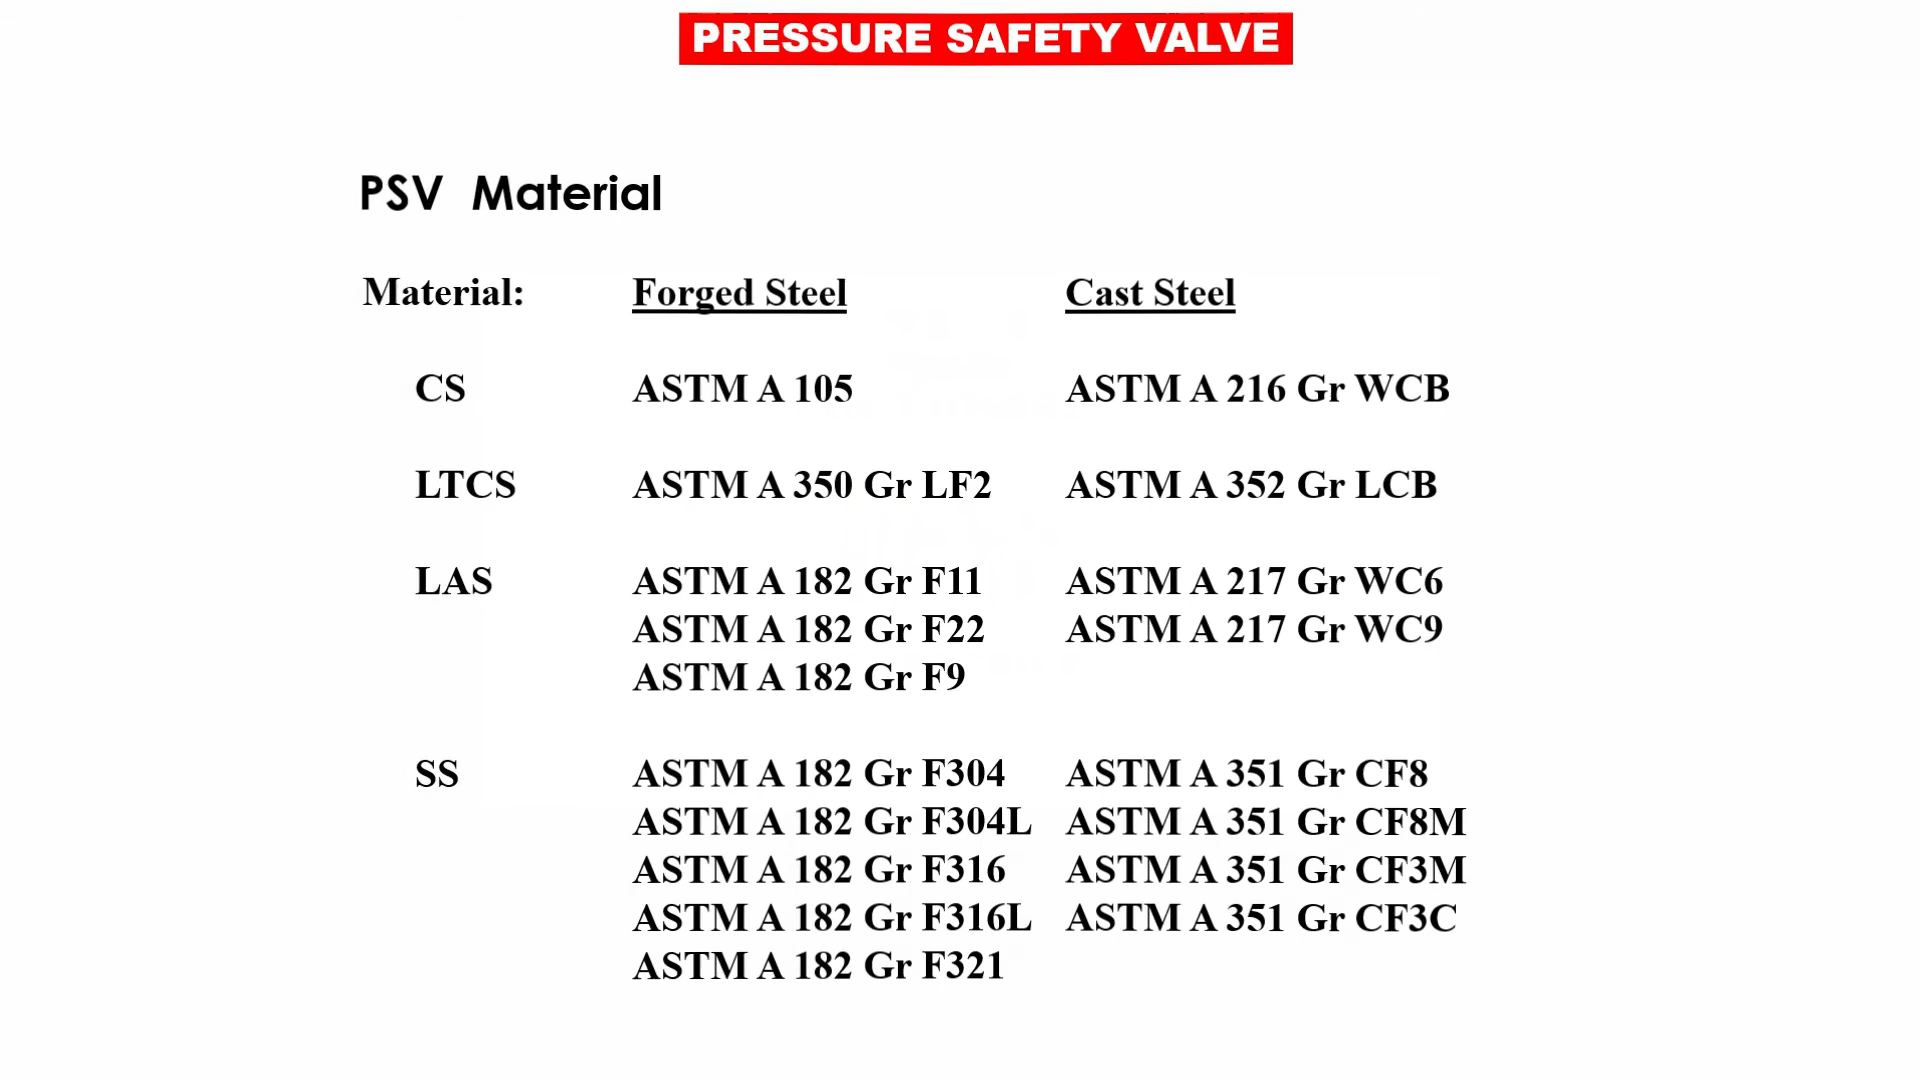 PRESSURE SAFETY VALVE
PSV Material
Material: Forged Steel Cast Steel
CS ASTM A 105 ASTM A 216 Gr WCB
LTCS ASTM A 350 Gr LF2 ASTM A 352 Gr LCB
LAS ASTM A 182 Gr F11 ASTM A 217 Gr WC6
ASTM A 182 Gr F22 ASTM A 217 Gr WC9
ASTM A 182 Gr F9
SS ASTM A 182 Gr F304 ASTM A 351 Gr CF8
ASTM A 182 Gr F304L ASTM A 351 Gr CF8M
ASTM A 182 Gr F316 ASTM A 351 Gr CF3M
ASTM A 182 Gr F316L ASTM A 351 Gr CF3C
ASTM A 182 Gr F321